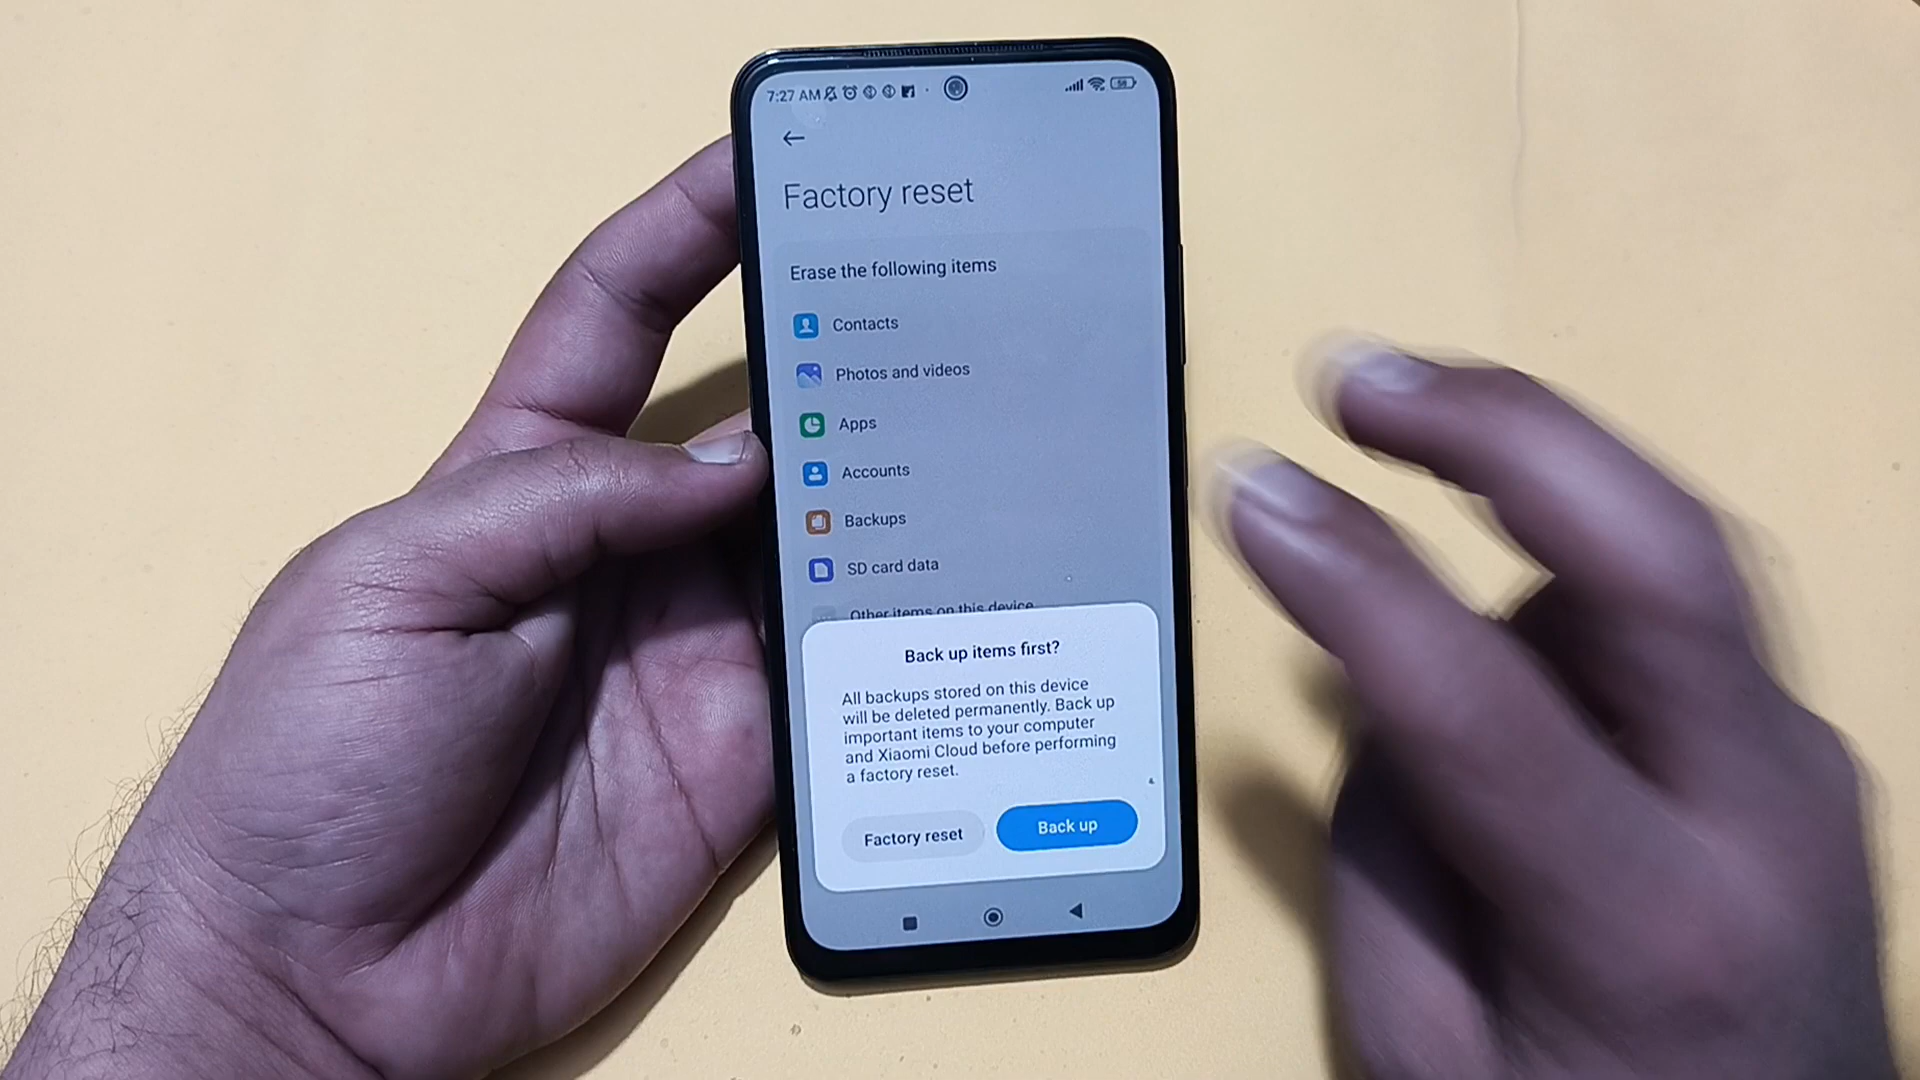 7:27 AM
58
Factory reset
Erase the following items
Contacts
Photos and videos
Apps
Accounts
Backups
SD card data
Other items on this device
Back up items first?
All backups stored on this device
will be deleted permanently. Back up
important items to your computer
and Xiaomi Cloud before performing
a factory reset.
Factory reset
Back up